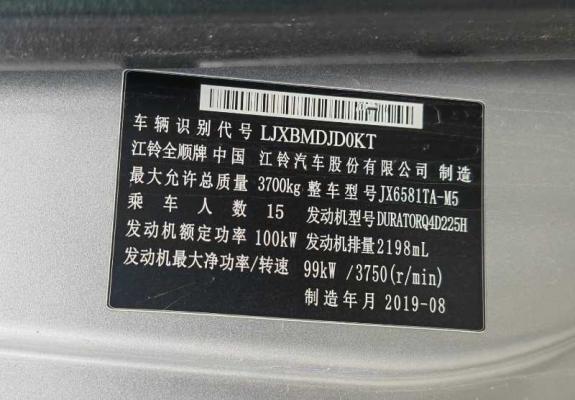 车辆识别代号 LJXBMDJD0KT
江铃全顺牌 中国 江铃汽车股份有限公司 制造
最大允许总质量 3700kg 整车型号 JX6581TA-M5
乘车人数 15 发动机型号 DURATORQ4D225H
发动机额定功率 100kW 发动机排量 2198mL
发动机最大净功率/转速 99kW /3750(r/min)
制造年月 2019-08